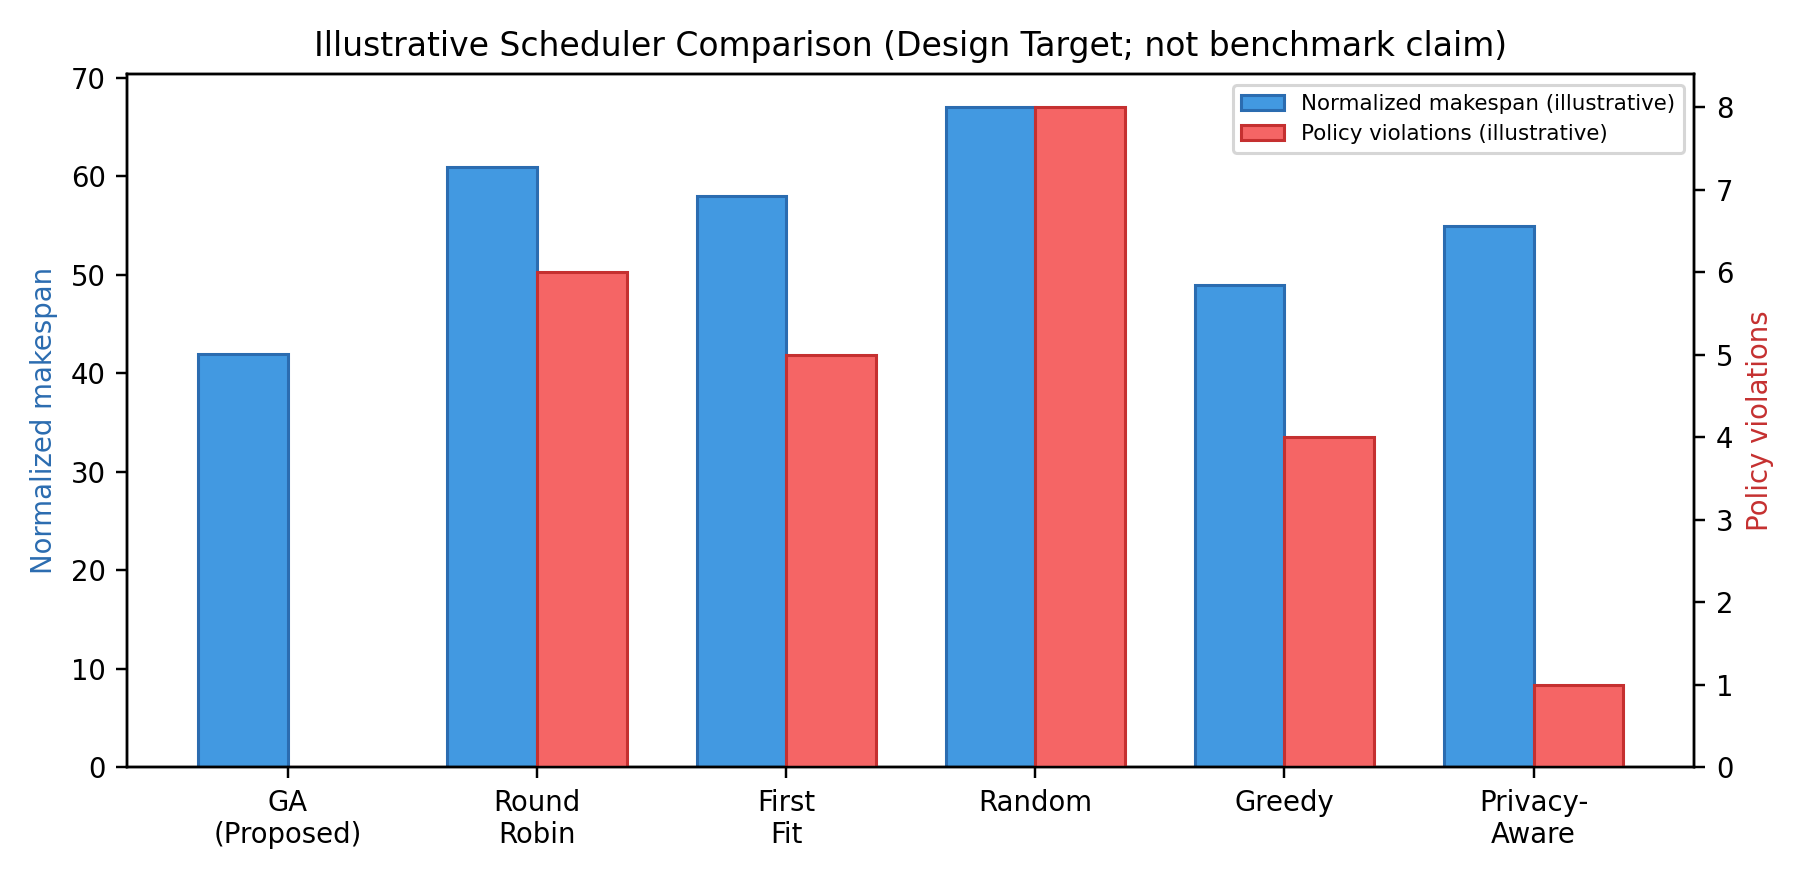 Illustrative Scheduler Comparison (Design Target; not benchmark claim)
Normalized makespan (illustrative)
Policy violations (illustrative)
Normalized makespan
70
60
50
40
30
20
10
0
8
7
6
5
4
3
2
1
0
Policy violations
GA
(Proposed)
Round
Robin
First
Fit
Random
Greedy
Privacy-
Aware